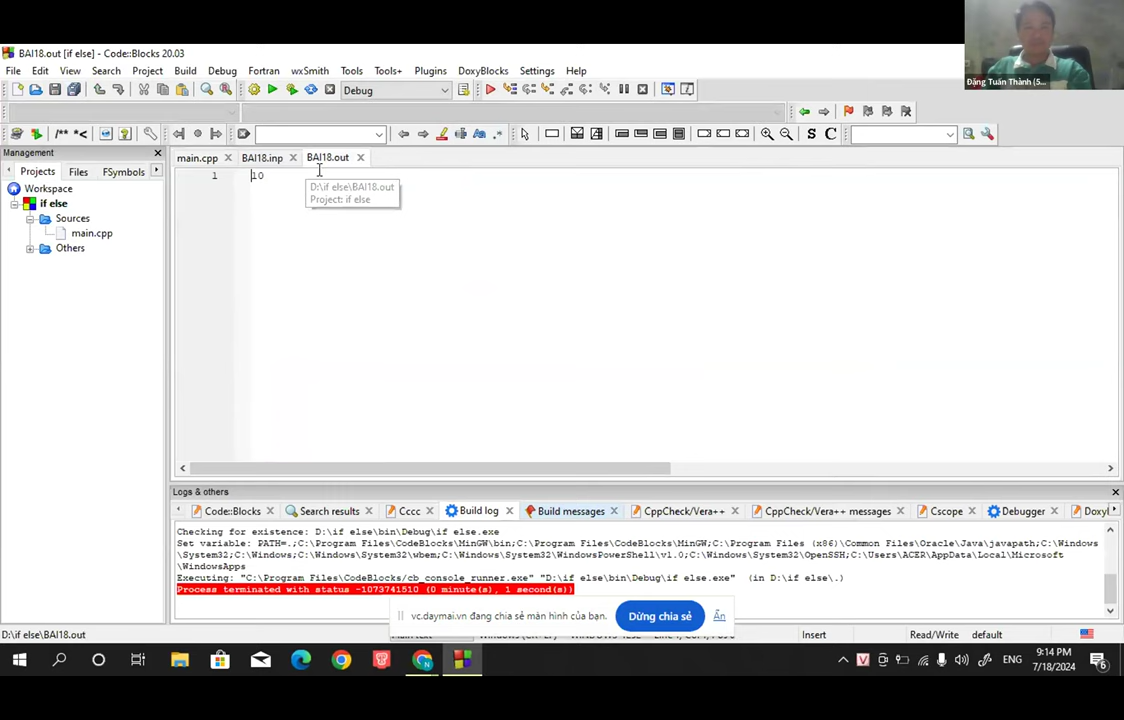 Đặng Tuấn Thành (5...
BAI18.out [if else] - Code::Blocks 20.03
File Edit View Search Project Build Debug Fortran wxSmith Tools Tools+ Plugins DoxyBlocks Settings Help
Debug
/** *<
S C
Management
main.cpp BAI18.inp BAI18.out
Projects Files FSymbols
1 10
Workspace
D:\if else\BAI18.out
Project: if else
if else
Sources
main.cpp
Others
Logs & others
Code::Blocks Search results Cccc Build log Build messages CppCheck/Vera++ CppCheck/Vera++ messages Cscope Debugger Doxy
Checking for existence: D:\if else\bin\Debug\if else.exe
Set variable: PATH=.;C:\Program Files\CodeBlocks\MinGW\bin;C:\Program Files\CodeBlocks\MinGW;C:\Program Files (x86)\Common Files\Oracle\Java\javapath;C:\Windows
\System32;C:\Windows;C:\Windows\System32\wbem;C:\Windows\System32\WindowsPowerShell\v1.0;C:\Windows\System32\OpenSSH;C:\Users\ACER\AppData\Local\Microsoft
\WindowsApps
Executing: "C:\Program Files\CodeBlocks/cb_console_runner.exe" "D:\if else\bin\Debug\if else.exe" (in D:\if else\.)
Process terminated with status -1073741510 (0 minute(s), 1 second(s))
vc.daymai.vn đang chia sẻ màn hình của bạn. Dừng chia sẻ Ẩn
D:\if else\BAI18.out Insert Read/Write default
ENG
9:14 PM
7/18/2024
6